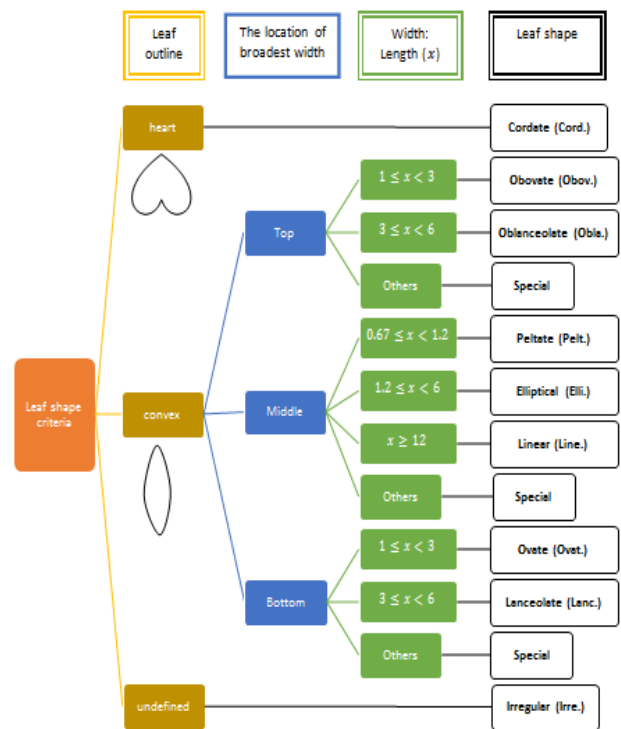 Leaf
outline
The location of
broadest width
Width:
Length (x)
Leaf shape
heart
Cordate (Cord.)
1 ≤ x < 3
Obovate (Obov.)
Top
3 ≤ x < 6
Oblanceolate (Obla.)
Others
Special
0.67 ≤ x < 1.2
Peltate (Pelt.)
Leaf shape
criteria
convex
Middle
1.2 ≤ x < 6
Elliptical (Elli.)
x ≥ 12
Linear (Line.)
Others
Special
1 ≤ x < 3
Ovate (Ovat.)
Bottom
3 ≤ x < 6
Lanceolate (Lanc.)
Others
Special
undefined
Irregular (Irre.)